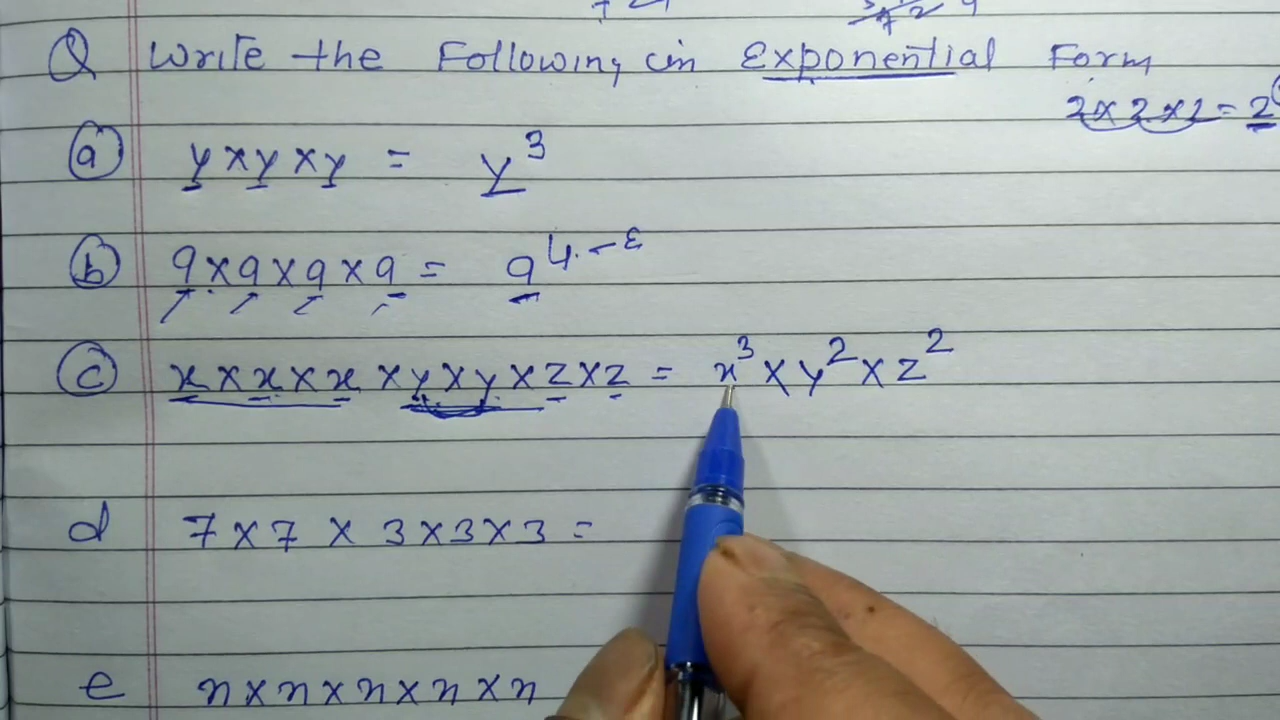 Q Write the Following in Exponential Form
2 × 2 × 2 = 2
a y × y × y = y³
b 9 × 9 × 9 × 9 = 9⁴
c x × x × x × y × y × z × z = x³ × y² × z²
d 7 × 7 × 3 × 3 × 3 =
e n × n × n × n × n